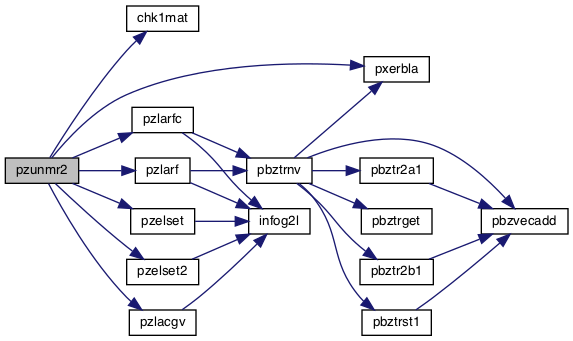 chk1mat
pxerbla
pzlarfc
pzunmr2
pzlarf
pbztrnv
pbztr2a1
pzelset
infog2l
pbztrget
pbzvecadd
pzelset2
pbztr2b1
pzlacgv
pbztrst1